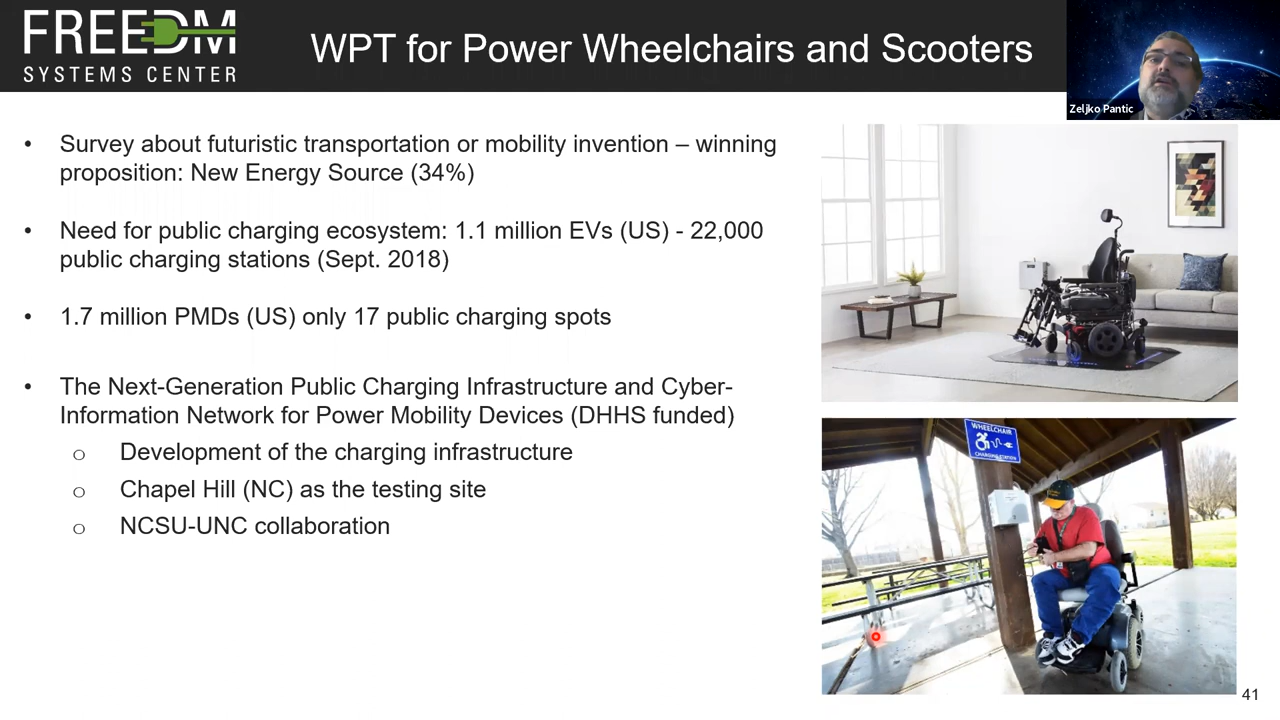 FREEDM
SYSTEMS CENTER
WPT for Power Wheelchairs and Scooters
Zeljko Pantic
• Survey about futuristic transportation or mobility invention – winning
proposition: New Energy Source (34%)
• Need for public charging ecosystem: 1.1 million EVs (US) - 22,000
public charging stations (Sept. 2018)
• 1.7 million PMDs (US) only 17 public charging spots
• The Next-Generation Public Charging Infrastructure and Cyber-
Information Network for Power Mobility Devices (DHHS funded)
o Development of the charging infrastructure
o Chapel Hill (NC) as the testing site
o NCSU-UNC collaboration
WHEELCHAIR
CHARGING STATION
41